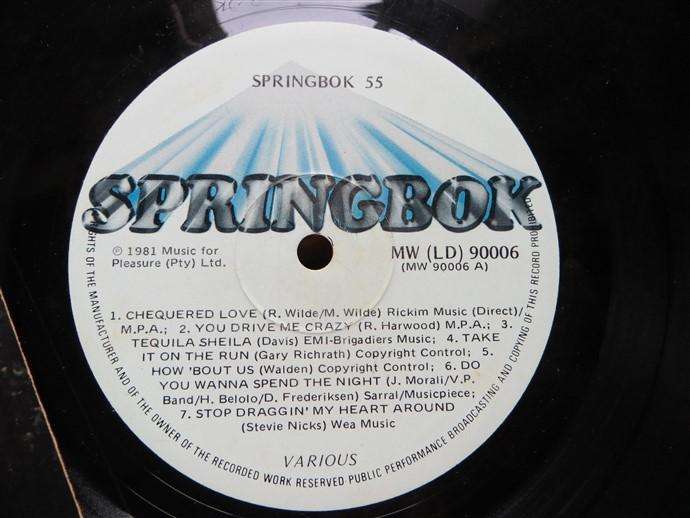 SPRINGBOK 55
SPRINGBOK
℗ 1981 Music for
Pleasure (Pty) Ltd.
MW (LD) 90006
(MW 90006 A)
1. CHEQUERED LOVE (R. Wilde/M. Wilde) Rickim Music (Direct)/
M.P.A.; 2. YOU DRIVE ME CRAZY (R. Harwood) M.P.A.; 3.
TEQUILA SHEILA (Davis) EMI-Brigadiers Music; 4. TAKE
IT ON THE RUN (Gary Richrath) Copyright Control; 5.
HOW 'BOUT US (Walden) Copyright Control; 6. DO
YOU WANNA SPEND THE NIGHT (J. Morali/V.P.
Band/H. Belolo/D. Frederiksen) Sarral/Musicpiece;
7. STOP DRAGGIN' MY HEART AROUND
(Stevie Nicks) Wea Music
VARIOUS
RIGHTS OF THE MANUFACTURER AND OF THE OWNER OF THE RECORDED WORK RESERVED PUBLIC PERFORMANCE BROADCASTING AND COPYING OF THIS RECORD PROHIBITED